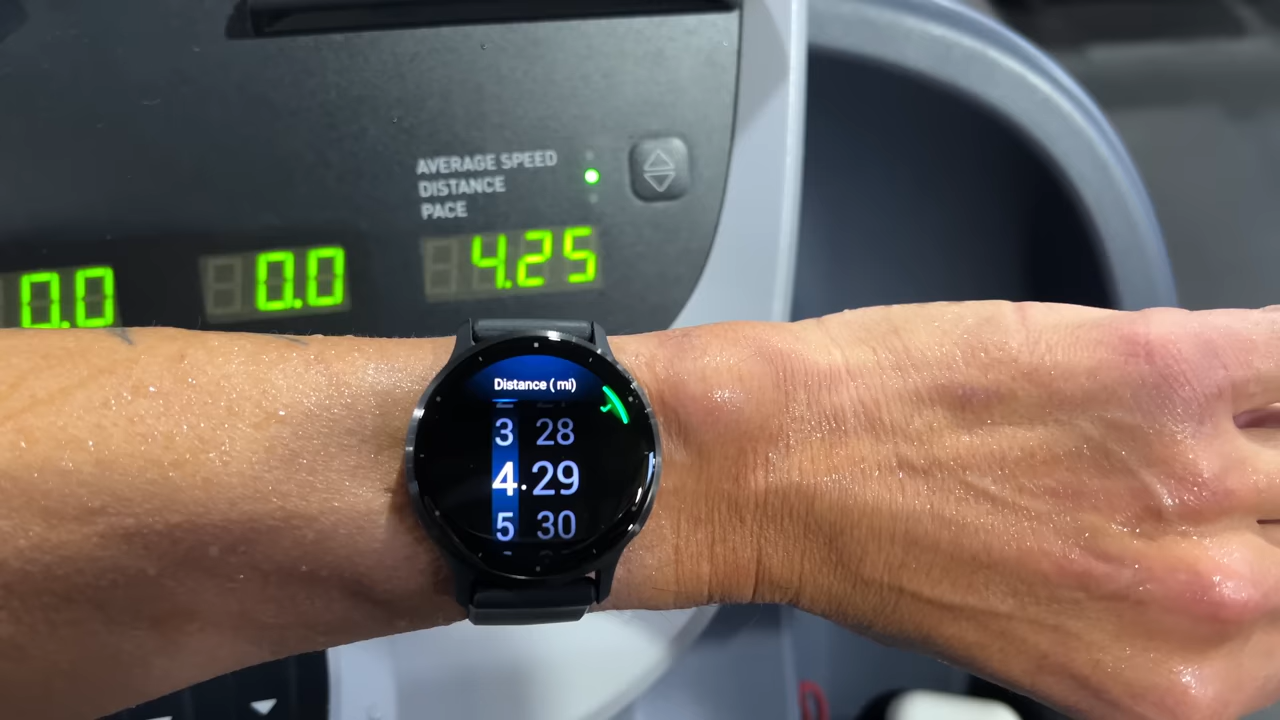 AVERAGE SPEED
DISTANCE
PACE
0.0 0.0 4.25
Distance ( mi)
3 28
4.29
5 30